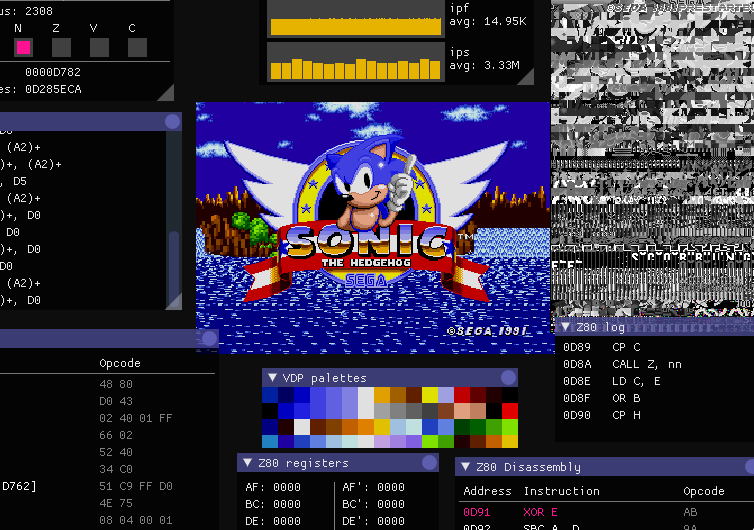 us: 2308
N Z V C
0000D782
es: 0D285ECA
ipf
avg: 14.95K
ips
avg: 3.33M
D0
(A2)+
)+, (A2)+
, D5
(A2)+
)+, D0
D0
)+, D0
D0
(A2)+
)+, D0
SONIC TM
THE HEDGEHOG
SEGA
©SEGA 1991
Opcode
48 80
D0 43
02 40 01 FF
66 02
52 40
34 C0
D762] 51 C9 FF D0
4E 75
08 04 00 01
▼ VDP palettes
▼ Z80 registers
AF: 0000 AF': 0000
BC: 0000 BC': 0000
DE: 0000 DE': 0000
▼ Z80 log
0D89 CP C
0D8A CALL Z, nn
0D8E LD C, E
0D8F OR B
0D90 CP H
▼ Z80 Disassembly
Address Instruction Opcode
0D91 XOR E AB
0D92 SBC A, D 9A